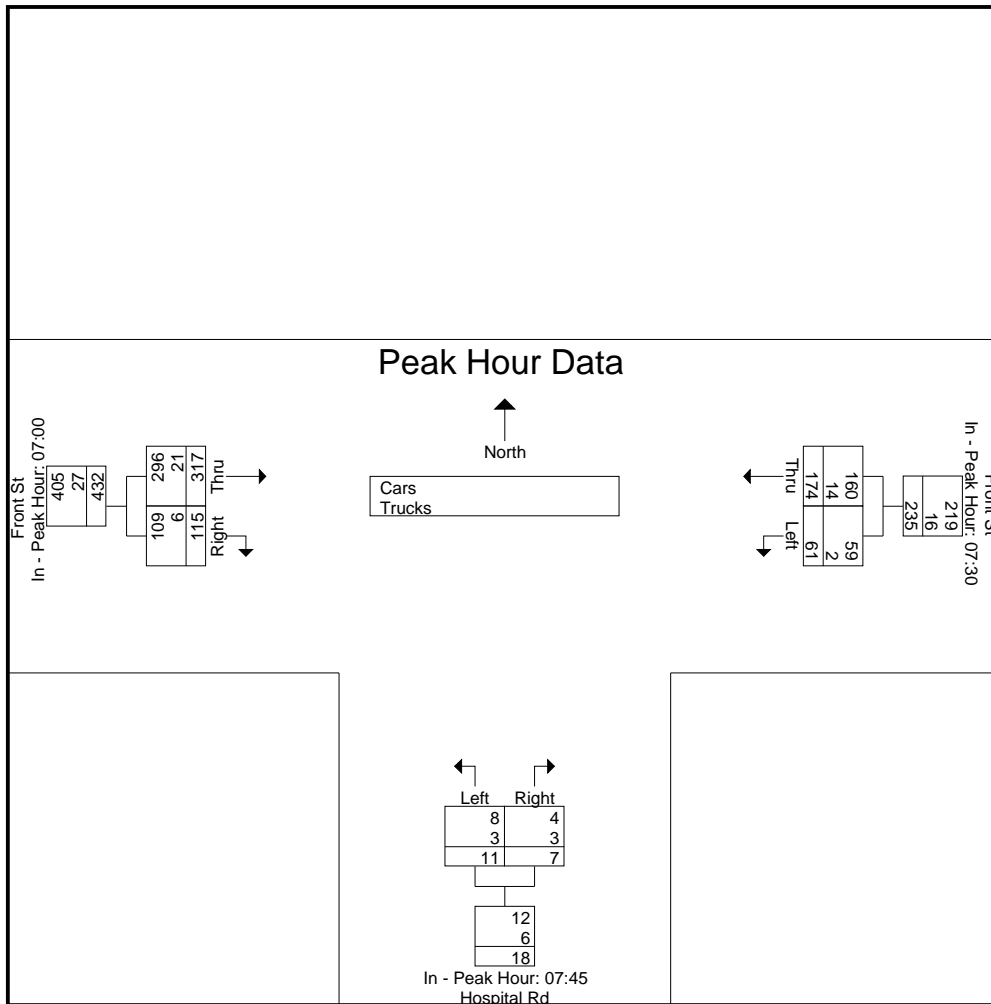 Peak Hour Data
North
Cars
Trucks
Front St
In - Peak Hour: 07:00
405
27
432
296
21
317
Thru
109
6
115
Right
Front St
In - Peak Hour: 07:30
219
16
235
160
14
174
Thru
59
2
61
Left
Left
Right
8
4
3
3
11
7
12
6
18
In - Peak Hour: 07:45
Hospital Rd